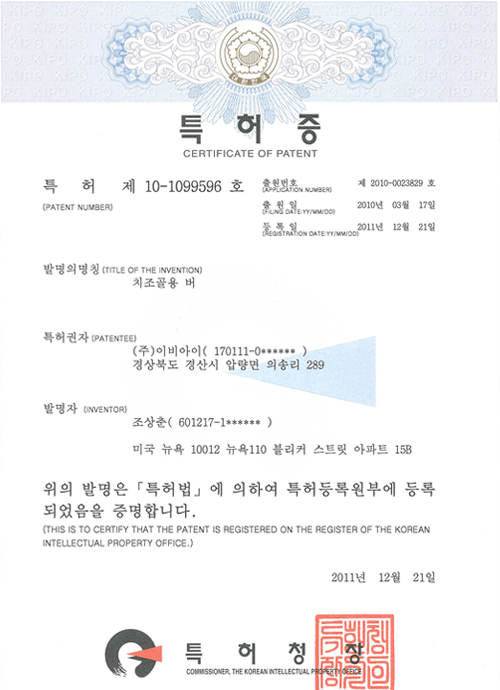 특허증
CERTIFICATE OF PATENT
특 허 제 10-1099596 호
(PATENT NUMBER)
출원번호 제 2010-0023829 호
(APPLICATION NUMBER)
출 원 일 2010년 03월 17일
(FILING DATE:YY/MM/DD)
등 록 일 2011년 12월 21일
(REGISTRATION DATE:YY/MM/DD)
발명의명칭 (TITLE OF THE INVENTION)
치조골용 버
특허권자 (PATENTEE)
(주)이비아이( 170111-0****** )
경상북도 경산시 압량면 의송리 289
발명자 (INVENTOR)
조상춘( 601217-1****** )
미국 뉴욕 10012 뉴욕110 블리커 스트릿 아파트 15B
위의 발명은 「특허법」에 의하여 특허등록원부에 등록
되었음을 증명합니다.
(THIS IS TO CERTIFY THAT THE PATENT IS REGISTERED ON THE REGISTER OF THE KOREAN
INTELLECTUAL PROPERTY OFFICE.)
2011년 12월 21일
특허청장
COMMISSIONER, THE KOREAN INTELLECTUAL PROPERTY OFFICE